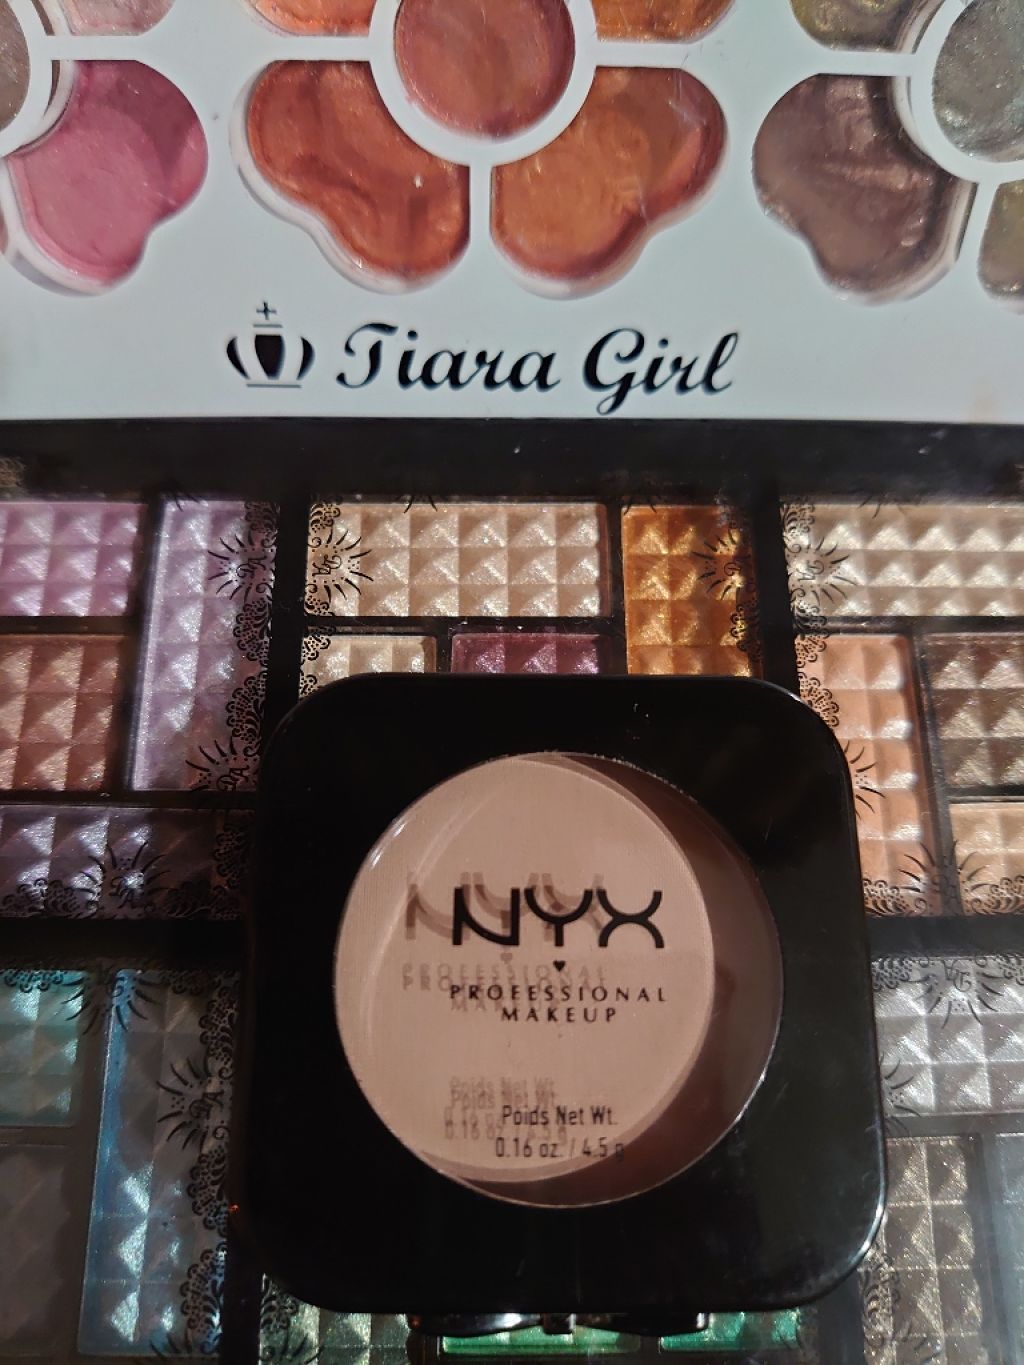 Tiara Girl
NYX
PROFESSIONAL
MAKEUP
Poids Net Wt.
0.16 oz. / 4.5 g